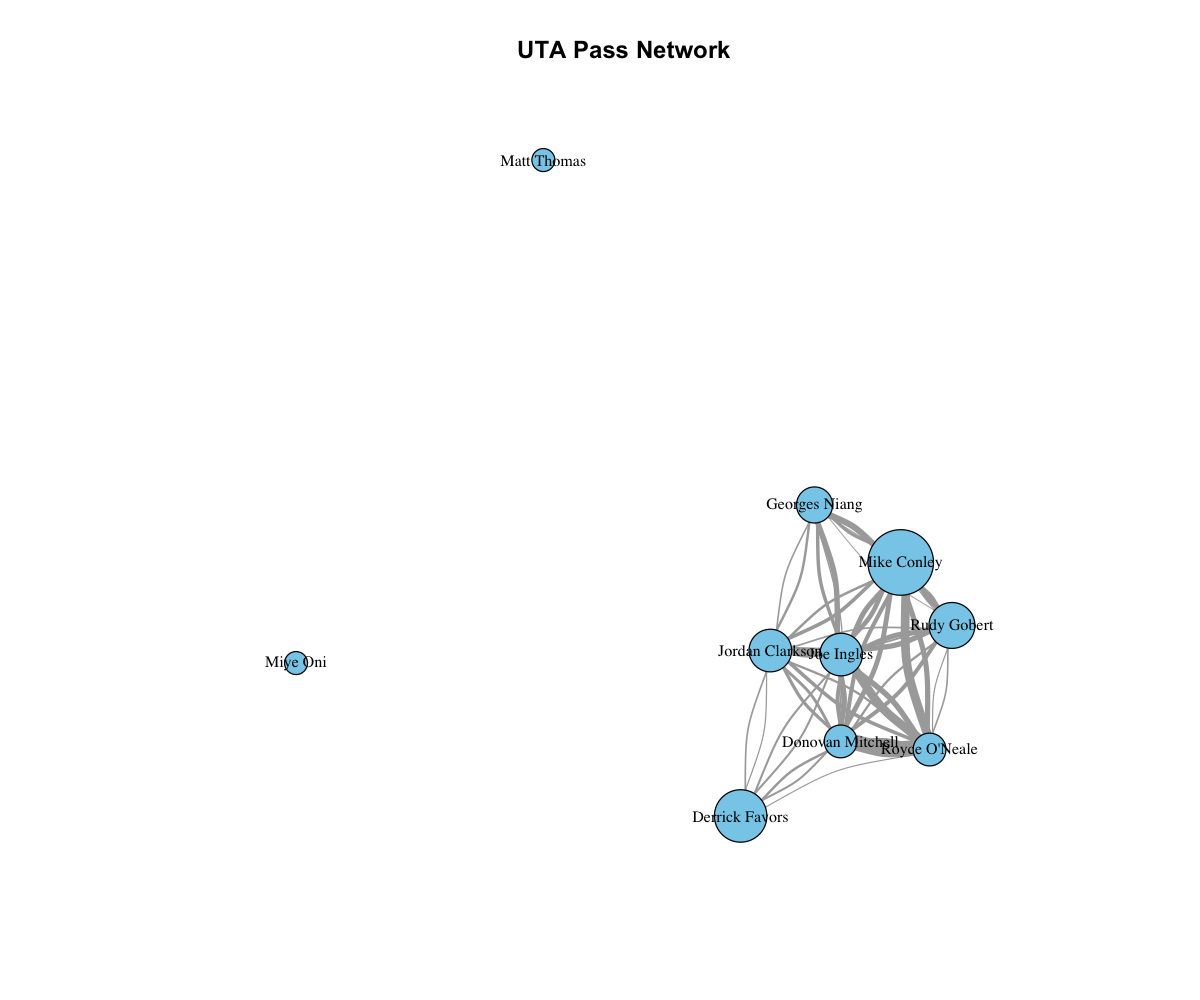 UTA Pass Network
Matt Thomas
Georges Niang
Mike Conley
Rudy Gobert
Jordan Clarkson
Joe Ingles
Miye Oni
Donovan Mitchell
Royce O'Neale
Derrick Favors